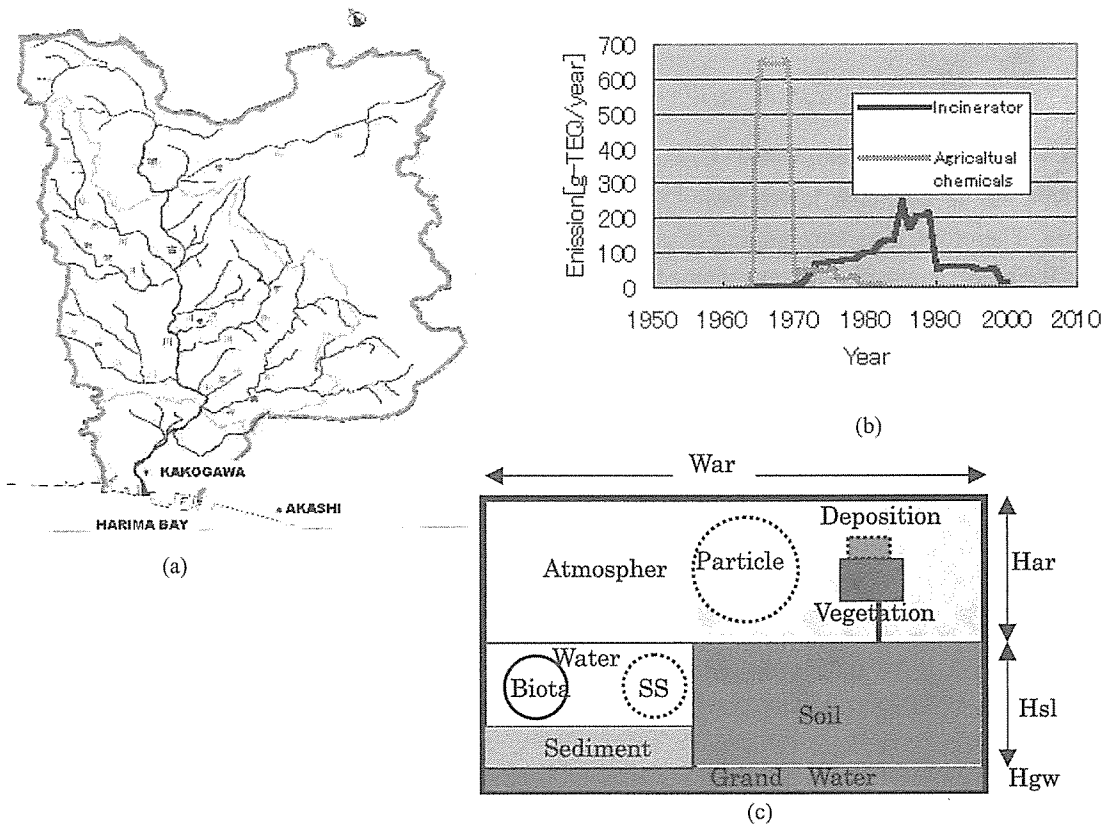 KAKOGAWA
AKASHI
HARIMA BAY
(a)
700
600
500
400
300
200
100
0
Enission[g-TEQ/year]
Incinerator
Agricaltual
chemicals
1950 1960 1970 1980 1990 2000 2010
Year
(b)
War
Deposition
Particle
Atmospher
Har
Vegetation
Water
Biota
SS
Soil
Hsl
Sediment
Grand Water
Hgw
(c)